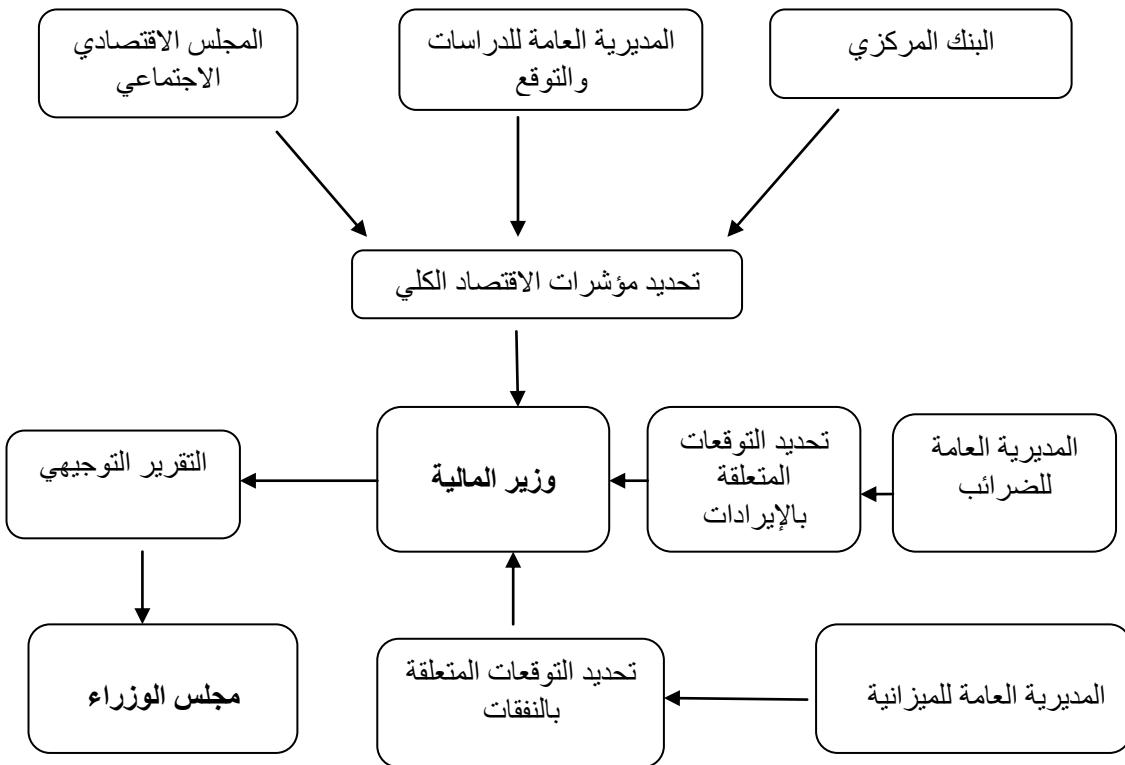 البنك المركزي
المديرية العامة للدراسات
والتوقع
المجلس الاقتصادي
الاجتماعي
تحديد مؤشرات الاقتصاد الكلي
المديرية العامة
للضرائب
تحديد التوقعات
المتعلقة
بالإيرادات
وزير المالية
التقرير التوجيهي
المديرية العامة للميزانية
تحديد التوقعات المتعلقة
بالنفقات
مجلس الوزراء